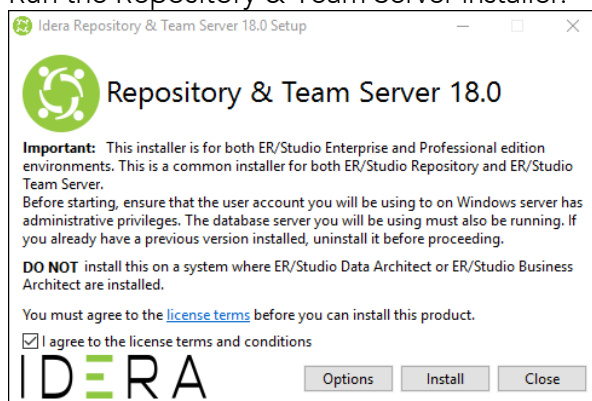 Run the Repository & Team Server installer.
Idera Repository & Team Server 18.0 Setup
Repository & Team Server 18.0
Important: This installer is for both ER/Studio Enterprise and Professional edition
environments. This is a common installer for both ER/Studio Repository and ER/Studio
Team Server.
Before starting, ensure that the user account you will be using to on Windows server has
administrative privileges. The database server you will be using must also be running. If
you already have a previous version installed, uninstall it before proceeding.
DO NOT install this on a system where ER/Studio Data Architect or ER/Studio Business
Architect are installed.
You must agree to the license terms before you can install this product.
I agree to the license terms and conditions
IDERA
Options Install Close